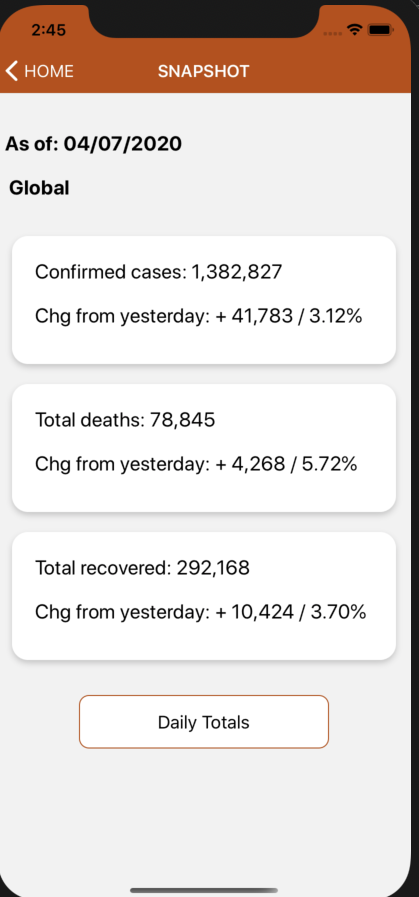 2:45
HOME SNAPSHOT
As of: 04/07/2020
Global
Confirmed cases: 1,382,827
Chg from yesterday: + 41,783 / 3.12%
Total deaths: 78,845
Chg from yesterday: + 4,268 / 5.72%
Total recovered: 292,168
Chg from yesterday: + 10,424 / 3.70%
Daily Totals